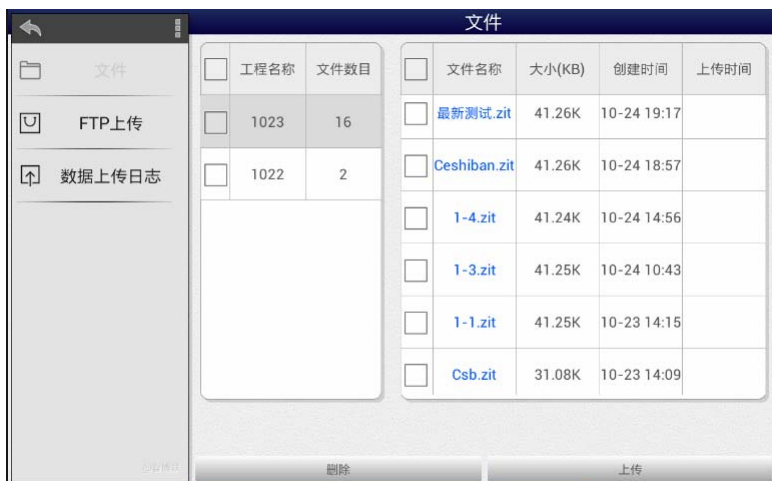 文件
文件
FTP上传
数据上传日志
工程名称 文件数目
1023 16
1022 2
文件名称 大小(KB) 创建时间 上传时间
最新测试.zit 41.26K 10-24 19:17
Ceshiban.zit 41.26K 10-24 18:57
1-4.zit 41.24K 10-24 14:56
1-3.zit 41.25K 10-24 10:43
1-1.zit 41.25K 10-23 14:15
Csb.zit 31.08K 10-23 14:09
删除 上传